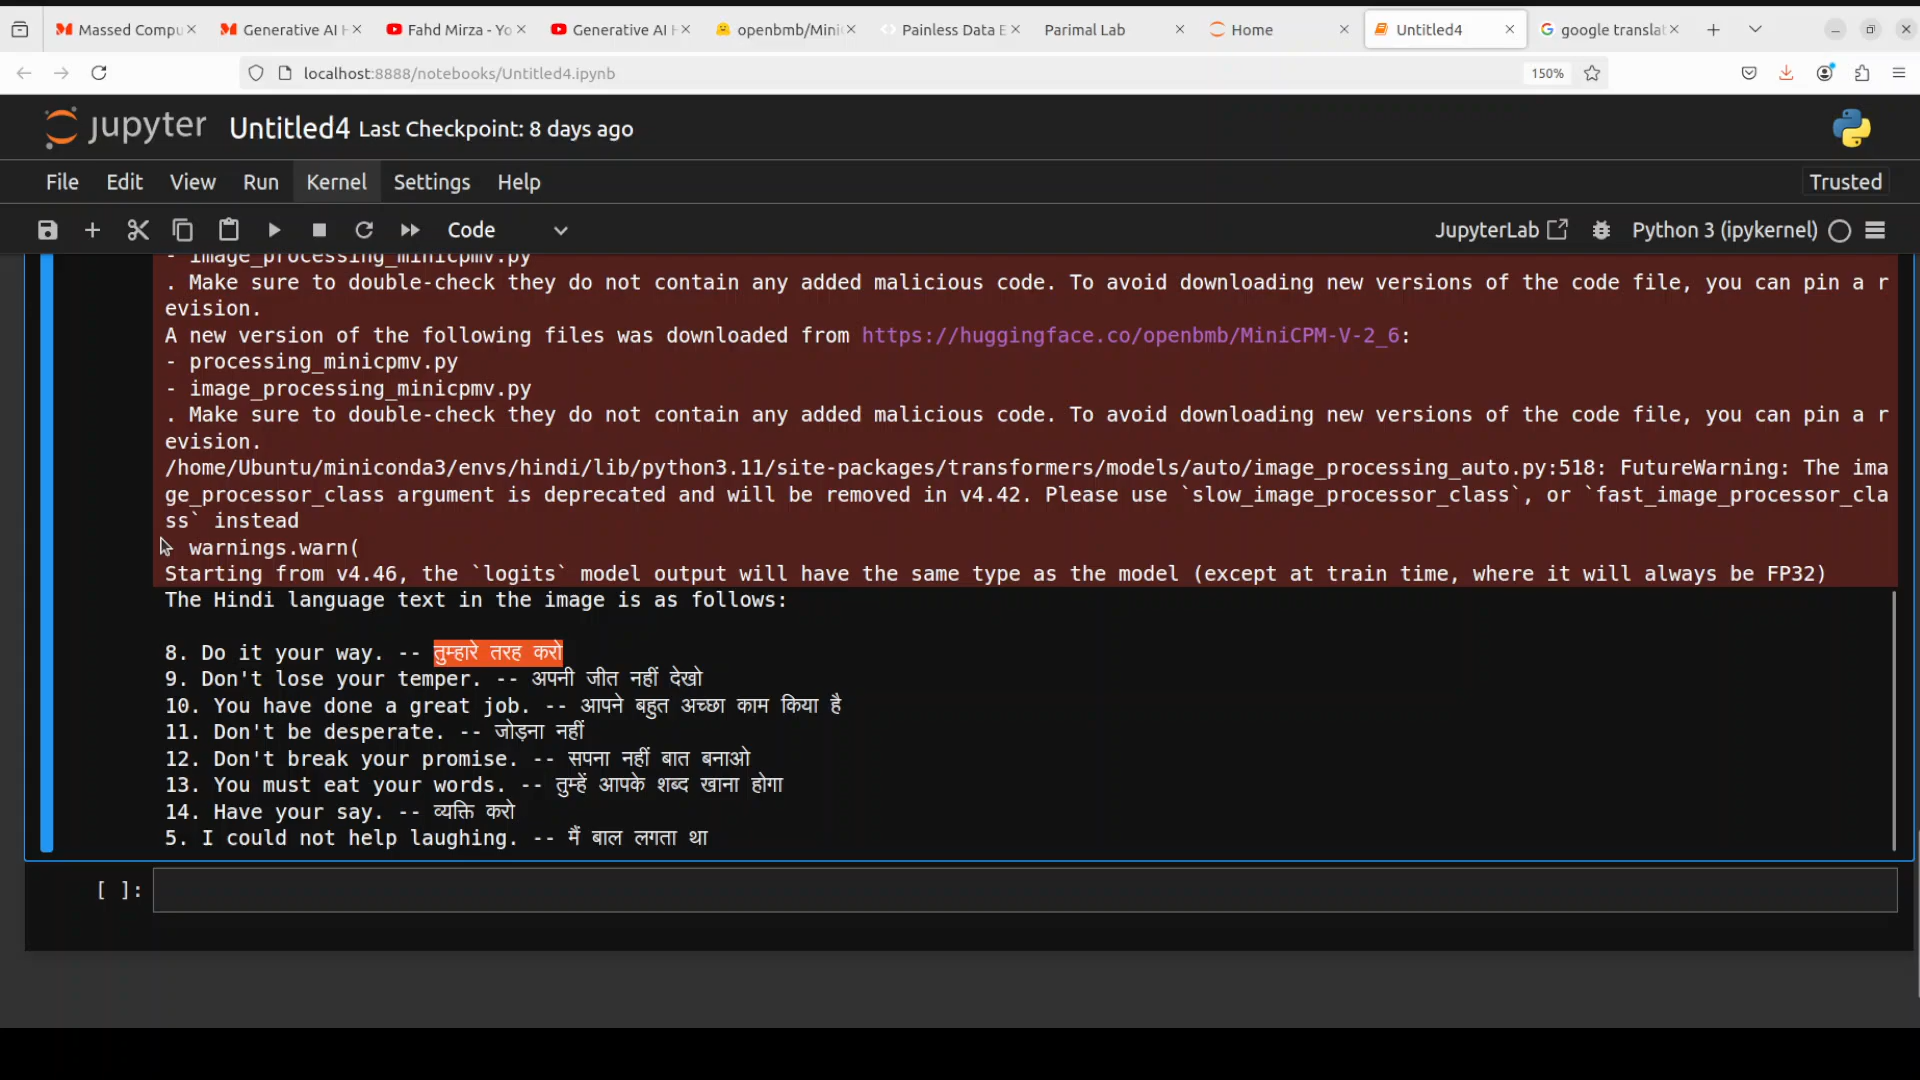 Massed Compu
Generative AI H
Fahd Mirza - Yo
Generative AI H
openbmb/Mini
Painless Data E
Parimal Lab
Home
Untitled4
google translat
localhost:8888/notebooks/Untitled4.ipynb
150%
jupyter Untitled4 Last Checkpoint: 8 days ago
File Edit View Run Kernel Settings Help
Trusted
Code
JupyterLab
Python 3 (ipykernel)
- image_processing_minicpmv.py
. Make sure to double-check they do not contain any added malicious code. To avoid downloading new versions of the code file, you can pin a r
evision.
A new version of the following files was downloaded from https://huggingface.co/openbmb/MiniCPM-V-2_6:
- processing_minicpmv.py
- image_processing_minicpmv.py
. Make sure to double-check they do not contain any added malicious code. To avoid downloading new versions of the code file, you can pin a r
evision.
/home/Ubuntu/miniconda3/envs/hindi/lib/python3.11/site-packages/transformers/models/auto/image_processing_auto.py:518: FutureWarning: The ima
ge_processor_class argument is deprecated and will be removed in v4.42. Please use `slow_image_processor_class`, or `fast_image_processor_cla
ss` instead
warnings.warn(
Starting from v4.46, the `logits` model output will have the same type as the model (except at train time, where it will always be FP32)
The Hindi language text in the image is as follows:
8. Do it your way. -- तुम्हारे तरह करो
9. Don't lose your temper. -- अपनी जीत नहीं देखो
10. You have done a great job. -- आपने बहुत अच्छा काम किया है
11. Don't be desperate. -- जोड़ना नहीं
12. Don't break your promise. -- सपना नहीं बात बनाओ
13. You must eat your words. -- तुम्हें आपके शब्द खाना होगा
14. Have your say. -- व्यक्ति करो
5. I could not help laughing. -- मैं बाल लगता था
[ ]: